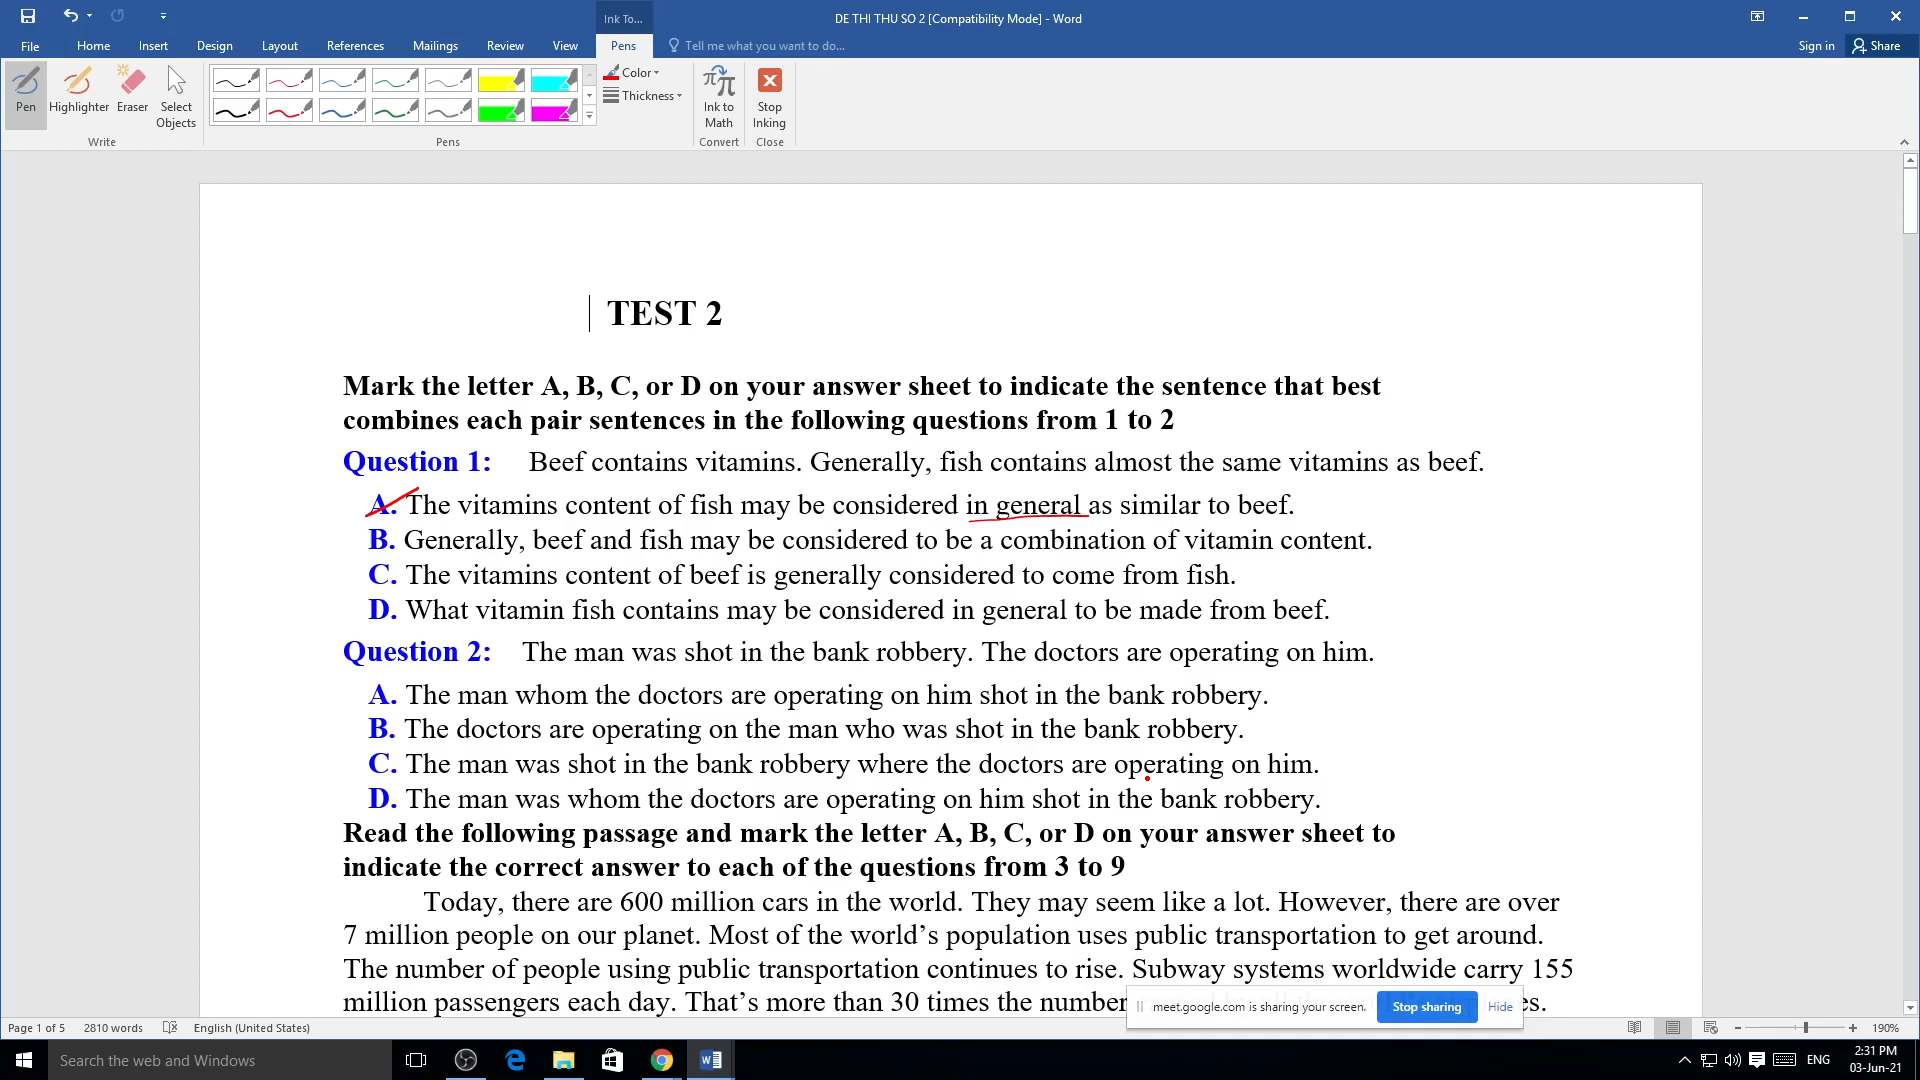 Ink To...
DE THI THU SO 2 [Compatibility Mode] - Word
File Home Insert Design Layout References Mailings Review View Pens Tell me what you want to do... Sign in Share
Pen Highlighter Eraser Select Objects
Color
Thickness
Ink to Math
Stop Inking
Write Pens Convert Close
TEST 2
Mark the letter A, B, C, or D on your answer sheet to indicate the sentence that best
combines each pair sentences in the following questions from 1 to 2
Question 1: Beef contains vitamins. Generally, fish contains almost the same vitamins as beef.
A. The vitamins content of fish may be considered in general as similar to beef.
B. Generally, beef and fish may be considered to be a combination of vitamin content.
C. The vitamins content of beef is generally considered to come from fish.
D. What vitamin fish contains may be considered in general to be made from beef.
Question 2: The man was shot in the bank robbery. The doctors are operating on him.
A. The man whom the doctors are operating on him shot in the bank robbery.
B. The doctors are operating on the man who was shot in the bank robbery.
C. The man was shot in the bank robbery where the doctors are operating on him.
D. The man was whom the doctors are operating on him shot in the bank robbery.
Read the following passage and mark the letter A, B, C, or D on your answer sheet to
indicate the correct answer to each of the questions from 3 to 9
Today, there are 600 million cars in the world. They may seem like a lot. However, there are over
7 million people on our planet. Most of the world’s population uses public transportation to get around.
The number of people using public transportation continues to rise. Subway systems worldwide carry 155
million passengers each day. That’s more than 30 times the number
meet.google.com is sharing your screen. Stop sharing Hide
Page 1 of 5 2810 words English (United States) 190%
Search the web and Windows
ENG
2:31 PM
03-Jun-21